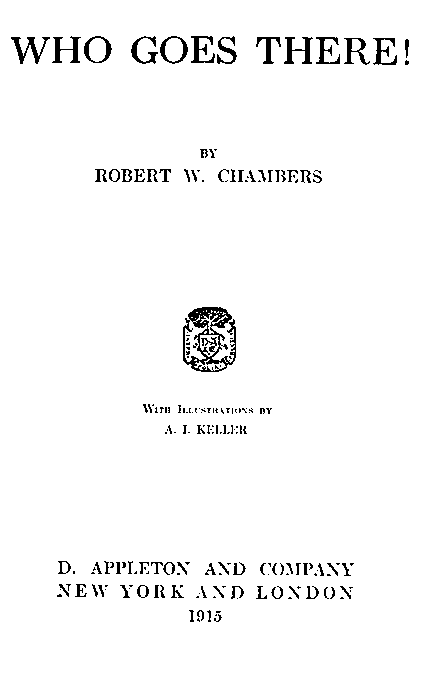 WHO GOES THERE!
BY
ROBERT W. CHAMBERS
WITH ILLUSTRATIONS BY
A. I. KELLER
D. APPLETON AND COMPANY
NEW YORK AND LONDON
1915